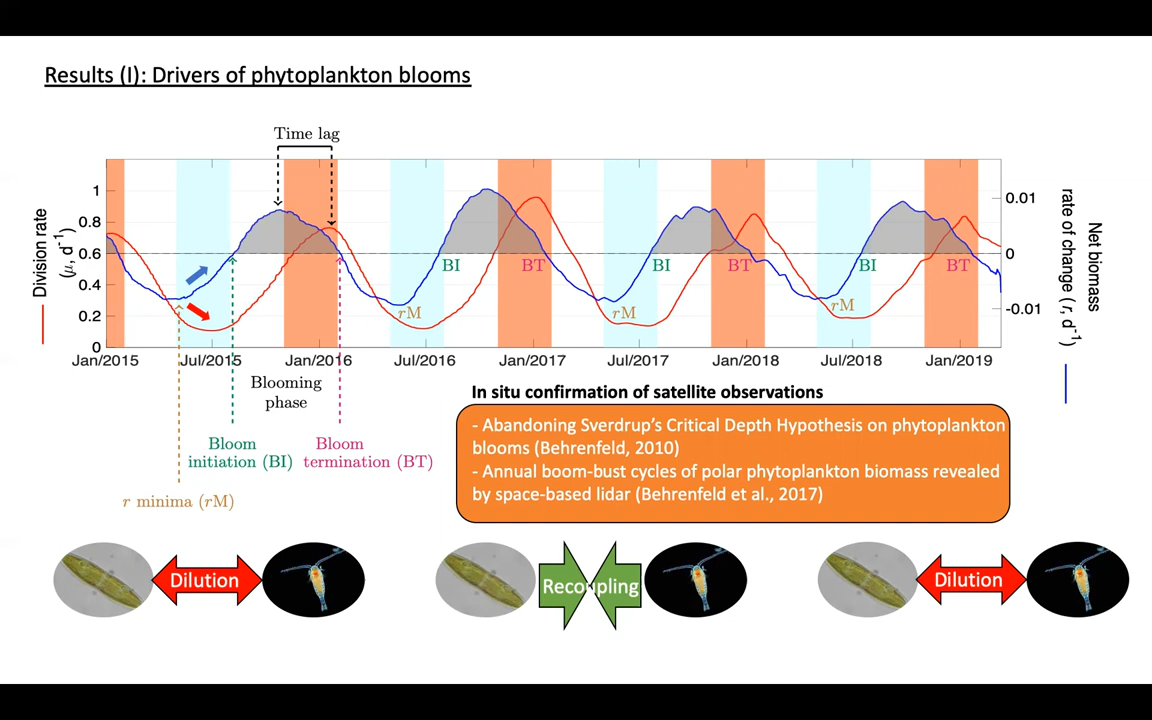 Results (I): Drivers of phytoplankton blooms
Time lag
Division rate
(μ, d⁻¹)
1
0.8
0.6
0.4
0.2
0
0.01
0
-0.01
Net biomass
rate of change (r, d⁻¹)
BI
BT
BI
BT
BI
BT
rM
rM
rM
Jan/2015
Jul/2015
Jan/2016
Jul/2016
Jan/2017
Jul/2017
Jan/2018
Jul/2018
Jan/2019
Blooming
phase
Bloom
initiation (BI)
Bloom
termination (BT)
r minima (rM)
In situ confirmation of satellite observations
- Abandoning Sverdrup's Critical Depth Hypothesis on phytoplankton
blooms (Behrenfeld, 2010)
- Annual boom-bust cycles of polar phytoplankton biomass revealed
by space-based lidar (Behrenfeld et al., 2017)
Dilution
Recoupling
Dilution